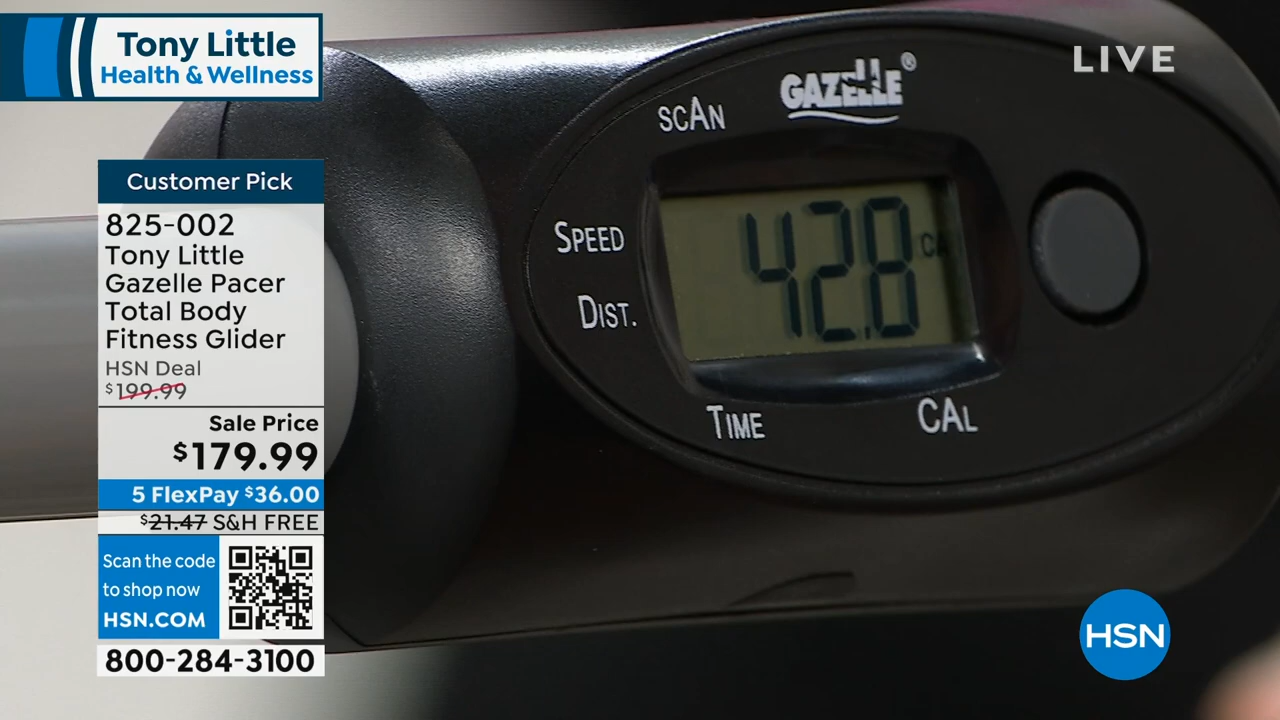 Tony Little
Health & Wellness
LIVE
Customer Pick
825-002
Tony Little
Gazelle Pacer
Total Body
Fitness Glider
HSN Deal
$199.99
Sale Price
$179.99
5 FlexPay $36.00
$21.47 S&H FREE
Scan the code
to shop now
HSN.COM
800-284-3100
GAZELLE®
SCAN
SPEED
DIST.
42.8
TIME
CAL
HSN